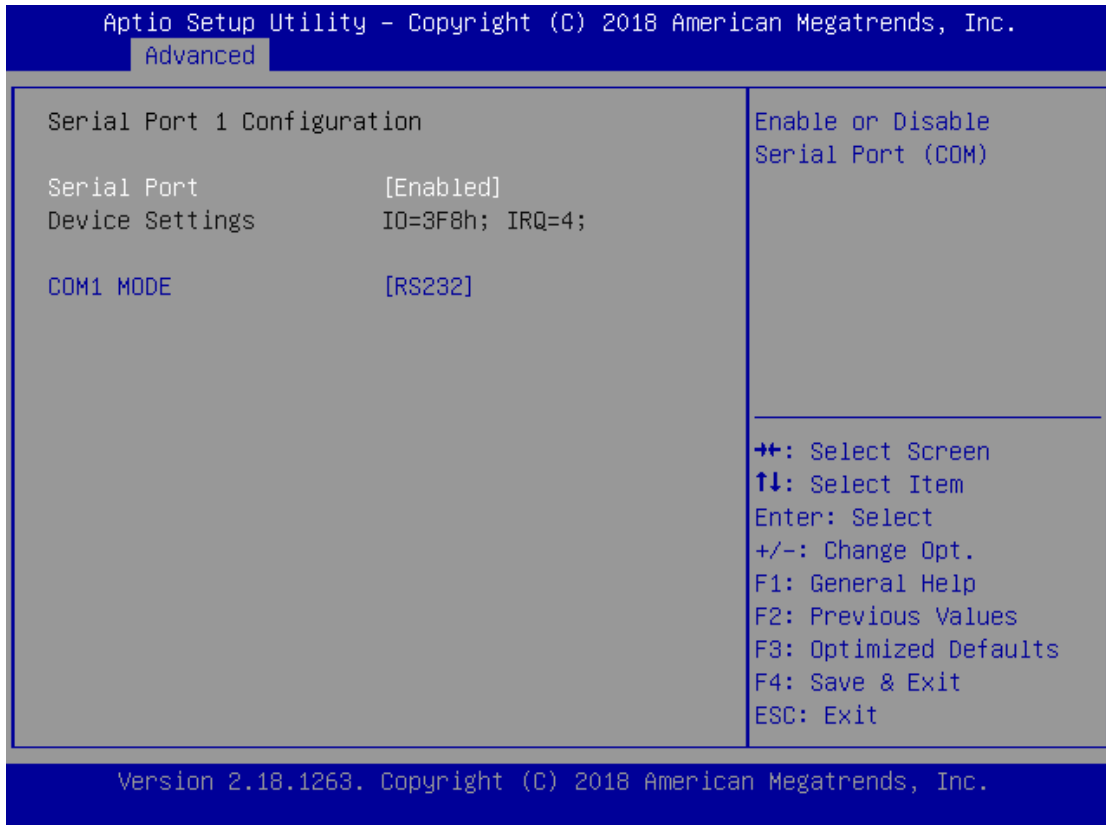 Aptio Setup Utility – Copyright (C) 2018 American Megatrends, Inc.
Advanced
Serial Port 1 Configuration
Serial Port [Enabled]
Device Settings IO=3F8h; IRQ=4;
COM1 MODE [RS232]
Enable or Disable
Serial Port (COM)
→←: Select Screen
↑↓: Select Item
Enter: Select
+/-: Change Opt.
F1: General Help
F2: Previous Values
F3: Optimized Defaults
F4: Save & Exit
ESC: Exit
Version 2.18.1263. Copyright (C) 2018 American Megatrends, Inc.